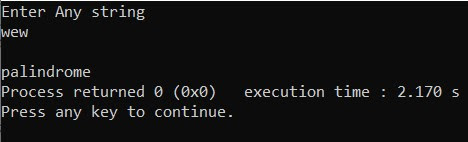 Enter Any string
wew
palindrome
Process returned 0 (0x0)   execution time : 2.170 s
Press any key to continue.